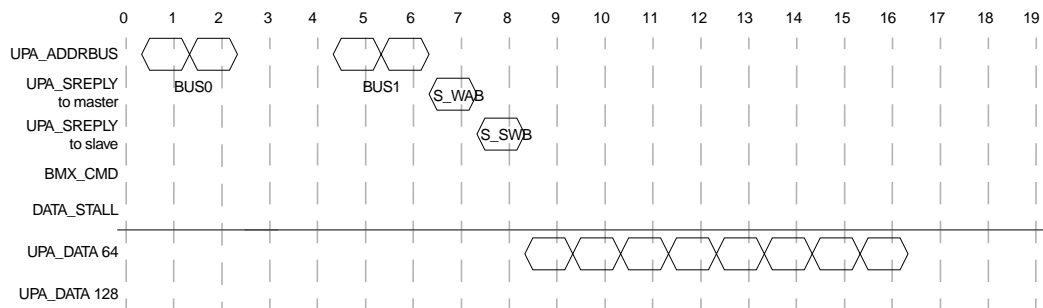 0 1 2 3 4 5 6 7 8 9 10 11 12 13 14 15 16 17 18 19
UPA_ADDRBUS
BUS0 BUS1
UPA_SREPLY
to master
S_WAB
UPA_SREPLY
to slave
S_SWB
BMX_CMD
DATA_STALL
UPA_DATA 64
UPA_DATA 128